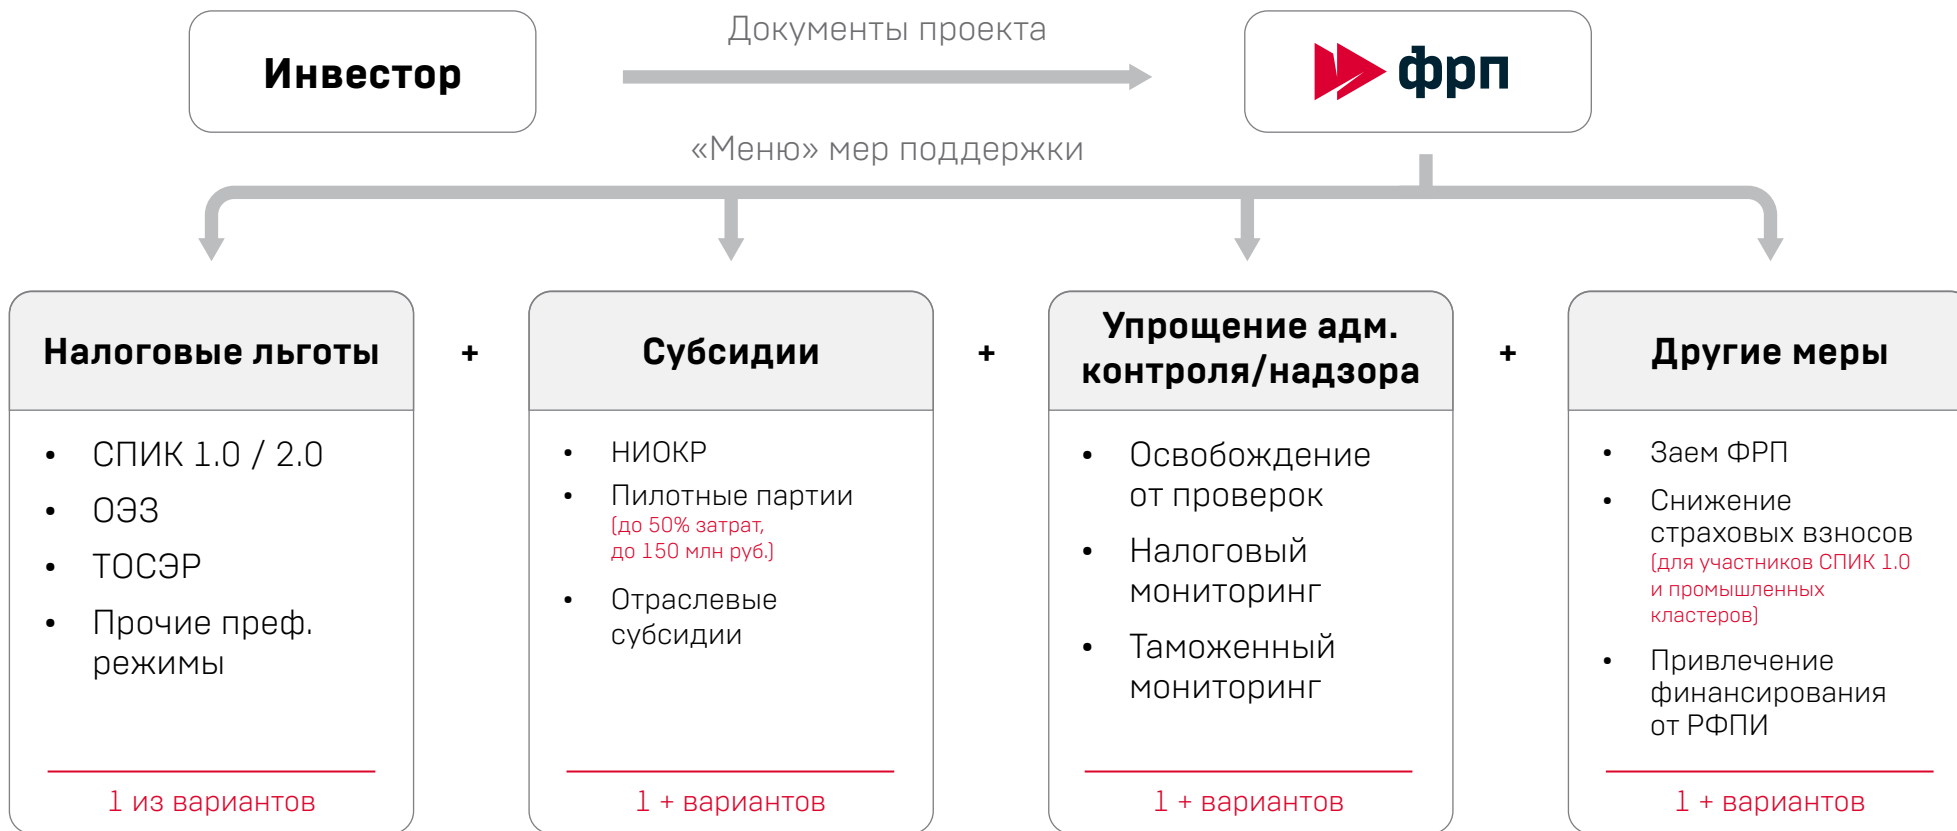 Инвестор
Документы проекта
фрп
«Меню» мер поддержки
Налоговые льготы
+
Субсидии
+
Упрощение адм.
контроля/надзора
+
Другие меры
• СПИК 1.0 / 2.0
• ОЭЗ
• ТОСЭР
• Прочие преф.
режимы
1 из вариантов
• НИОКР
• Пилотные партии
(до 50% затрат,
до 150 млн руб.)
• Отраслевые
субсидии
1 + вариантов
• Освобождение
от проверок
• Налоговый
мониторинг
• Таможенный
мониторинг
1 + вариантов
• Заем ФРП
• Снижение
страховых взносов
(для участников СПИК 1.0
и промышленных
кластеров)
• Привлечение
финансирования
от РФПИ
1 + вариантов